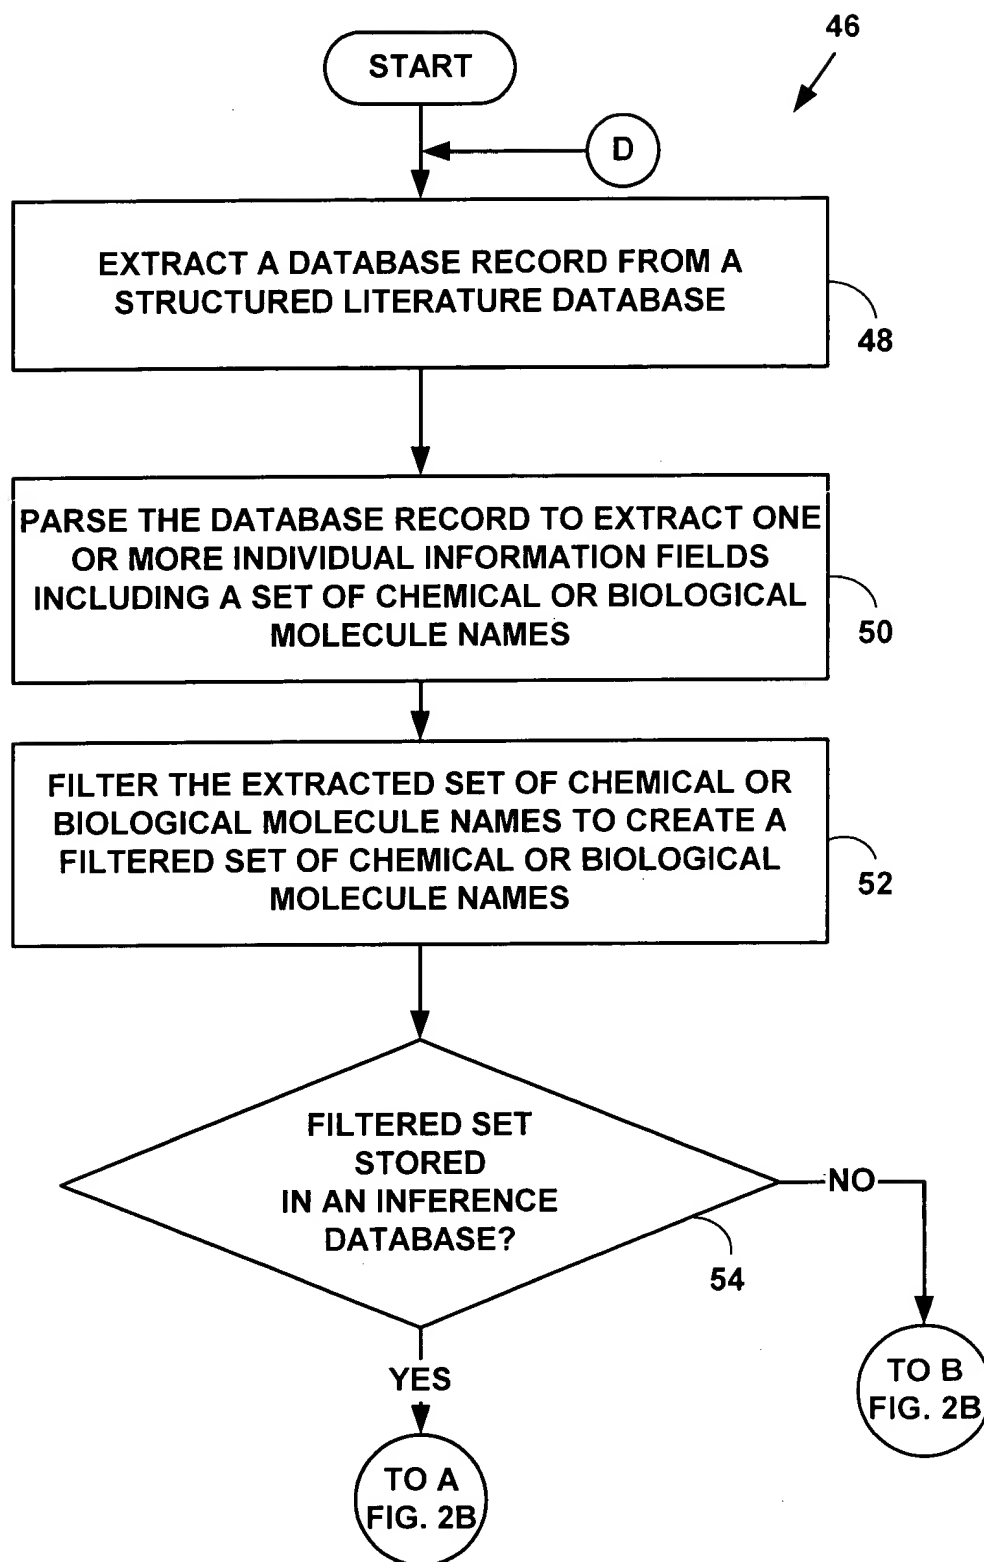 46
START
D
EXTRACT A DATABASE RECORD FROM A
STRUCTURED LITERATURE DATABASE
48
PARSE THE DATABASE RECORD TO EXTRACT ONE
OR MORE INDIVIDUAL INFORMATION FIELDS
INCLUDING A SET OF CHEMICAL OR BIOLOGICAL
MOLECULE NAMES
50
FILTER THE EXTRACTED SET OF CHEMICAL OR
BIOLOGICAL MOLECULE NAMES TO CREATE A
FILTERED SET OF CHEMICAL OR BIOLOGICAL
MOLECULE NAMES
52
FILTERED SET
STORED
IN AN INFERENCE
DATABASE?
NO
54
YES
TO B
FIG. 2B
TO A
FIG. 2B